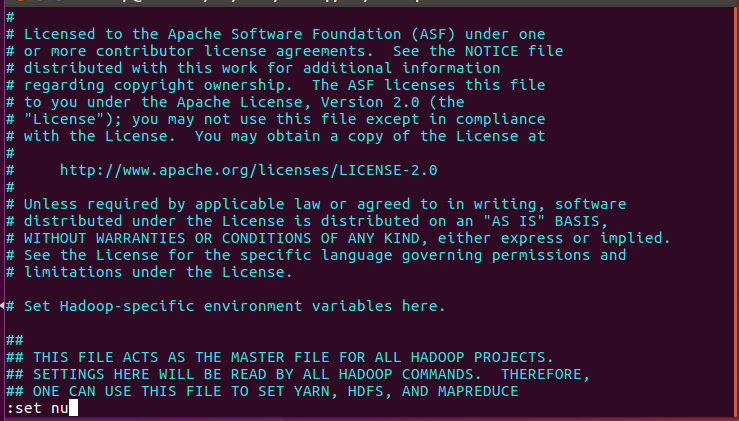 #
# Licensed to the Apache Software Foundation (ASF) under one
# or more contributor license agreements.  See the NOTICE file
# distributed with this work for additional information
# regarding copyright ownership.  The ASF licenses this file
# to you under the Apache License, Version 2.0 (the
# "License"); you may not use this file except in compliance
# with the License.  You may obtain a copy of the License at
#
#     http://www.apache.org/licenses/LICENSE-2.0
#
# Unless required by applicable law or agreed to in writing, software
# distributed under the License is distributed on an "AS IS" BASIS,
# WITHOUT WARRANTIES OR CONDITIONS OF ANY KIND, either express or implied.
# See the License for the specific language governing permissions and
# limitations under the License.

# Set Hadoop-specific environment variables here.

##
## THIS FILE ACTS AS THE MASTER FILE FOR ALL HADOOP PROJECTS.
## SETTINGS HERE WILL BE READ BY ALL HADOOP COMMANDS.  THEREFORE,
## ONE CAN USE THIS FILE TO SET YARN, HDFS, AND MAPREDUCE
:set nu